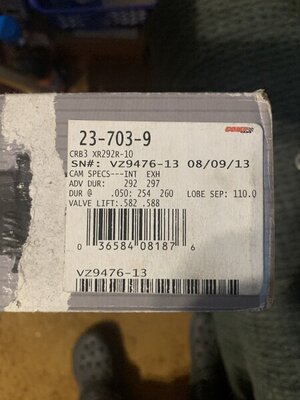 COMP
CAMS
23-703-9
CRB3 XR292R-10
SN#: VZ9476-13 08/09/13
CAM SPECS---INT EXH
ADV DUR: 292 297
DUR @ .050: 254 260 LOBE SEP: 110.0
VALVE LIFT:.582 .588
0 36584 08187 6
VZ9476-13